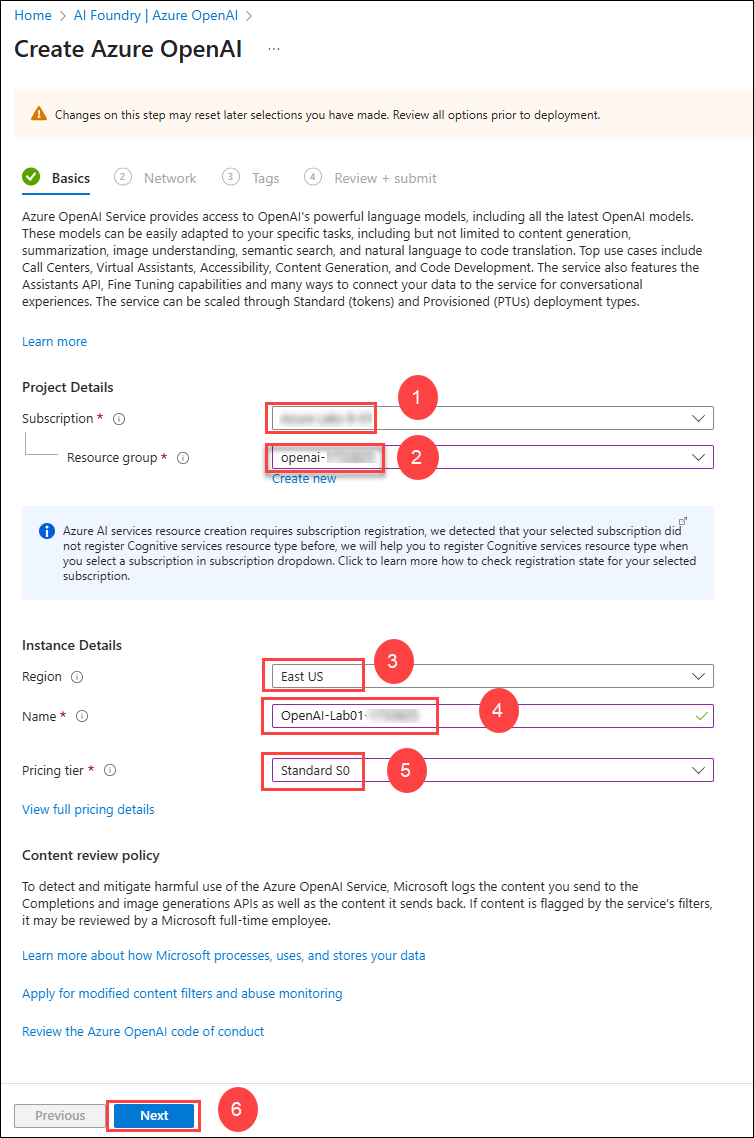 Home > AI Foundry | Azure OpenAI >
Create Azure OpenAI ...
Changes on this step may reset later selections you have made. Review all options prior to deployment.
Basics 2 Network 3 Tags 4 Review + submit
Azure OpenAI Service provides access to OpenAI's powerful language models, including all the latest OpenAI models.
These models can be easily adapted to your specific tasks, including but not limited to content generation,
summarization, image understanding, semantic search, and natural language to code translation. Top use cases include
Call Centers, Virtual Assistants, Accessibility, Content Generation, and Code Development. The service also features the
Assistants API, Fine Tuning capabilities and many ways to connect your data to the service for conversational
experiences. The service can be scaled through Standard (tokens) and Provisioned (PTUs) deployment types.
Learn more
Project Details
1
Subscription *
Resource group * openai- 2
Create new
Azure AI services resource creation requires subscription registration, we detected that your selected subscription did
not register Cognitive services resource type before, we will help you to register Cognitive services resource type when
you select a subscription in subscription dropdown. Click to learn more how to check registration state for your selected
subscription.
Instance Details
Region East US 3
Name * OpenAI-Lab01- 4
Pricing tier * Standard S0 5
View full pricing details
Content review policy
To detect and mitigate harmful use of the Azure OpenAI Service, Microsoft logs the content you send to the
Completions and image generations APIs as well as the content it sends back. If content is flagged by the service's filters,
it may be reviewed by a Microsoft full-time employee.
Learn more about how Microsoft processes, uses, and stores your data
Apply for modified content filters and abuse monitoring
Review the Azure OpenAI code of conduct
Previous Next 6